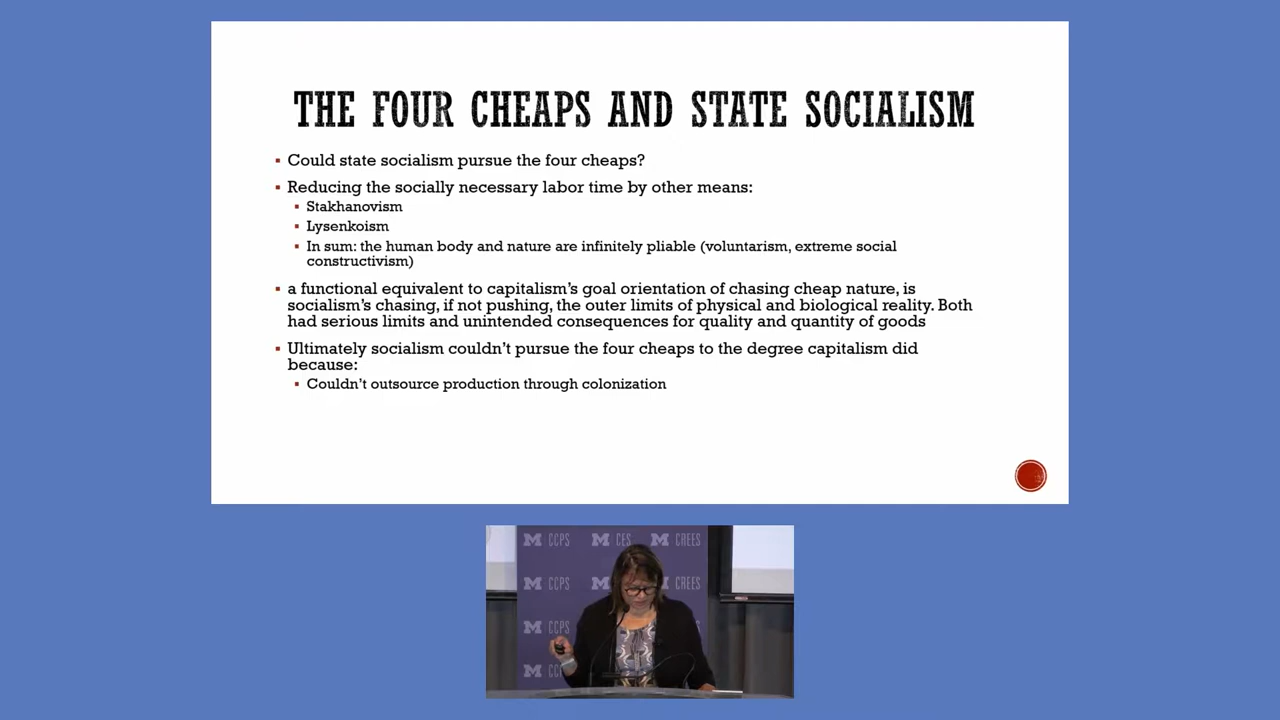 THE FOUR CHEAPS AND STATE SOCIALISM
Could state socialism pursue the four cheaps?
Reducing the socially necessary labor time by other means:
Stakhanovism
Lysenkoism
In sum: the human body and nature are infinitely pliable (voluntarism, extreme social
constructivism)
a functional equivalent to capitalism's goal orientation of chasing cheap nature, is
socialism's chasing, if not pushing, the outer limits of physical and biological reality. Both
had serious limits and unintended consequences for quality and quantity of goods
Ultimately socialism couldn't pursue the four cheaps to the degree capitalism did
because:
Couldn't outsource production through colonization
M CCPS M CES M CREES
M CCPS M CREES
M CCPS M
M CC